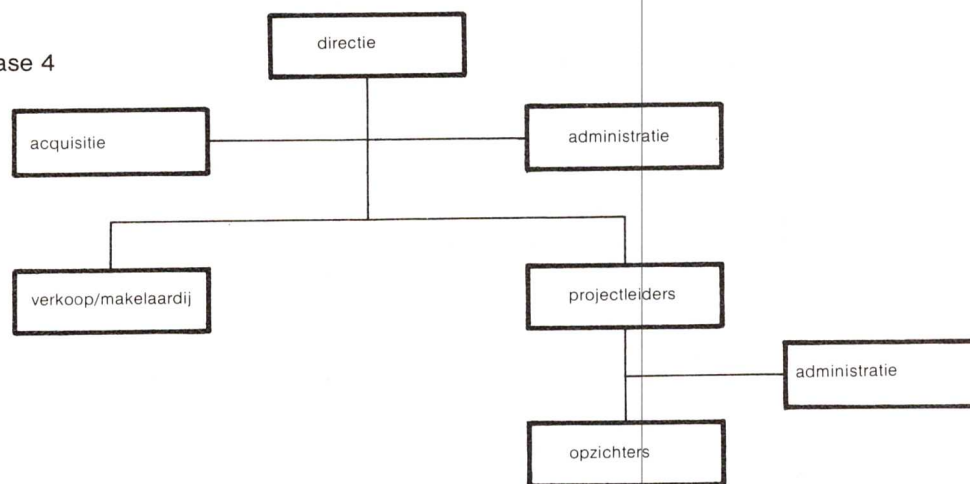 directie
ase 4
acquisitie
administratie
verkoop/makelaardij
projectleiders
administratie
opzichters